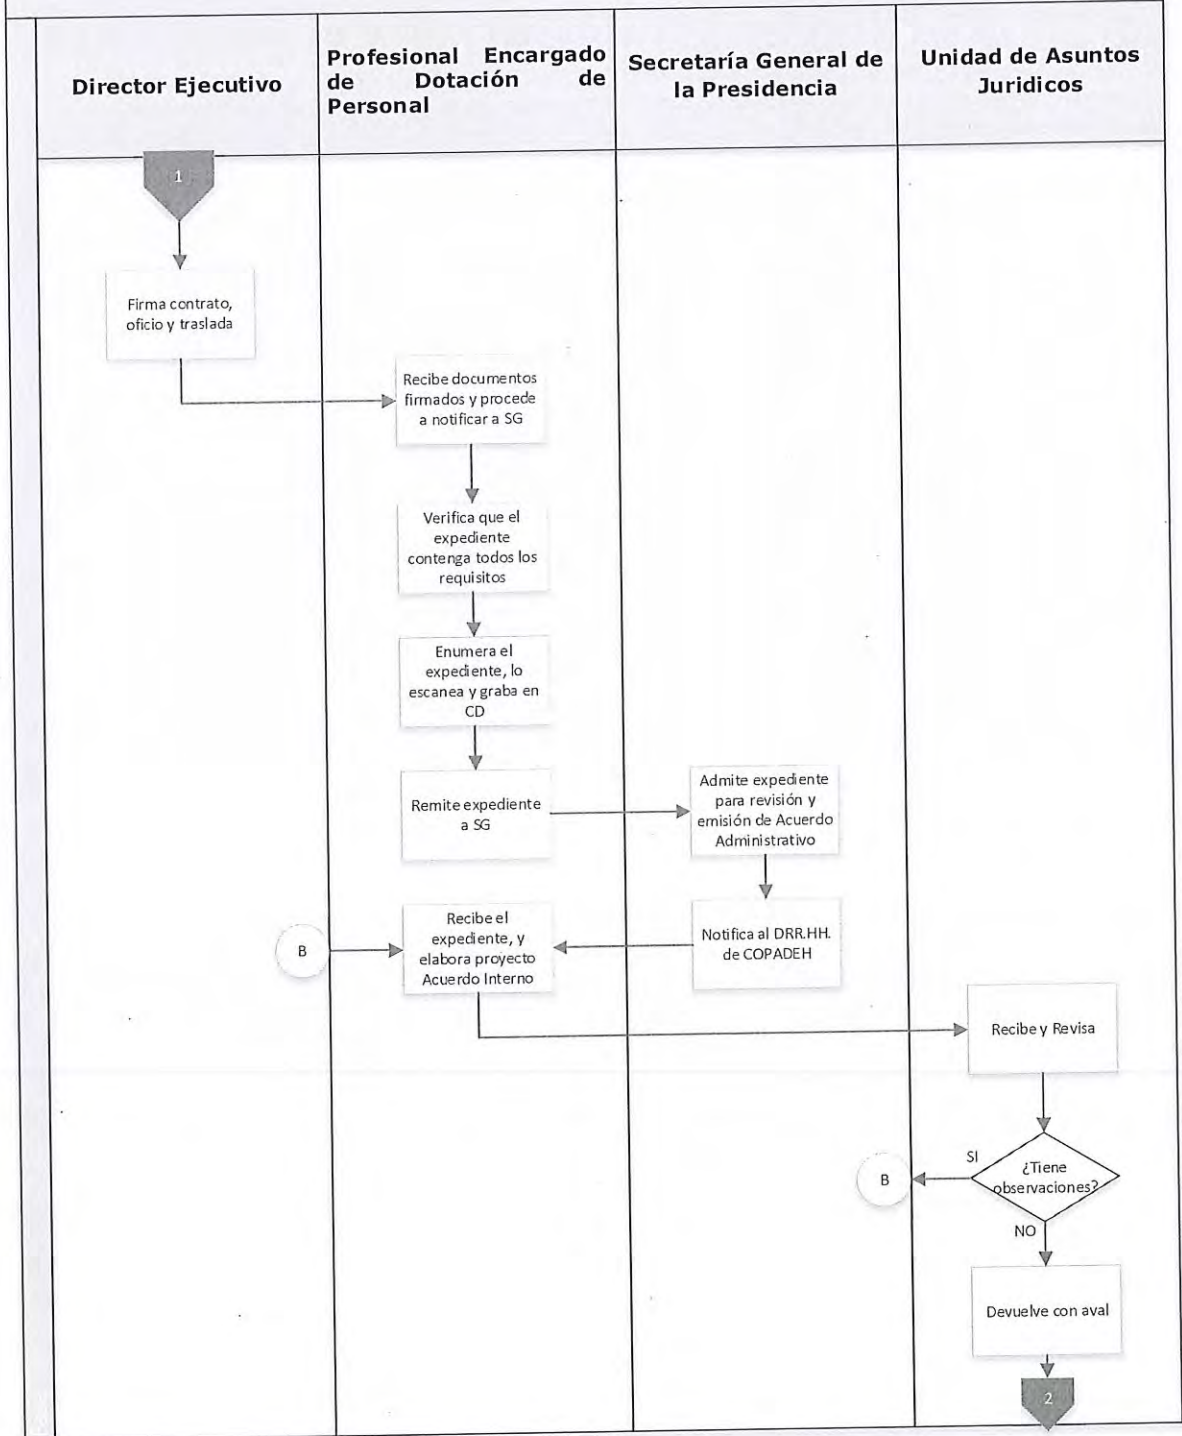 Director Ejecutivo
Profesional Encargado
de Dotación de
Personal
Secretaría General de
la Presidencia
Unidad de Asuntos
Juridicos
1
Firma contrato,
oficio y traslada
Recibe documentos
firmados y procede
a notificar a SG
Verifica que el
expediente
contenga todos los
requisitos
Enumera el
expediente, lo
escanea y graba en
CD
Remite expediente
a SG
Admite expediente
para revisión y
emisión de Acuerdo
Administrativo
Notifica al DRR.HH.
de COPADEH
B
Recibe el
expediente, y
elabora proyecto
Acuerdo Interno
Recibe y Revisa
¿Tiene
observaciones?
SI
B
NO
Devuelve con aval
2